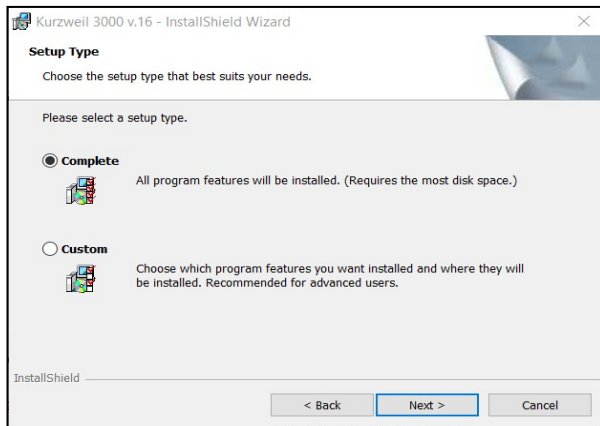 Kurzweil 3000 v.16 - InstallShield Wizard
Setup Type
Choose the setup type that best suits your needs.
Please select a setup type.
Complete
All program features will be installed. (Requires the most disk space.)
Custom
Choose which program features you want installed and where they will
be installed. Recommended for advanced users.
InstallShield
< Back Next > Cancel